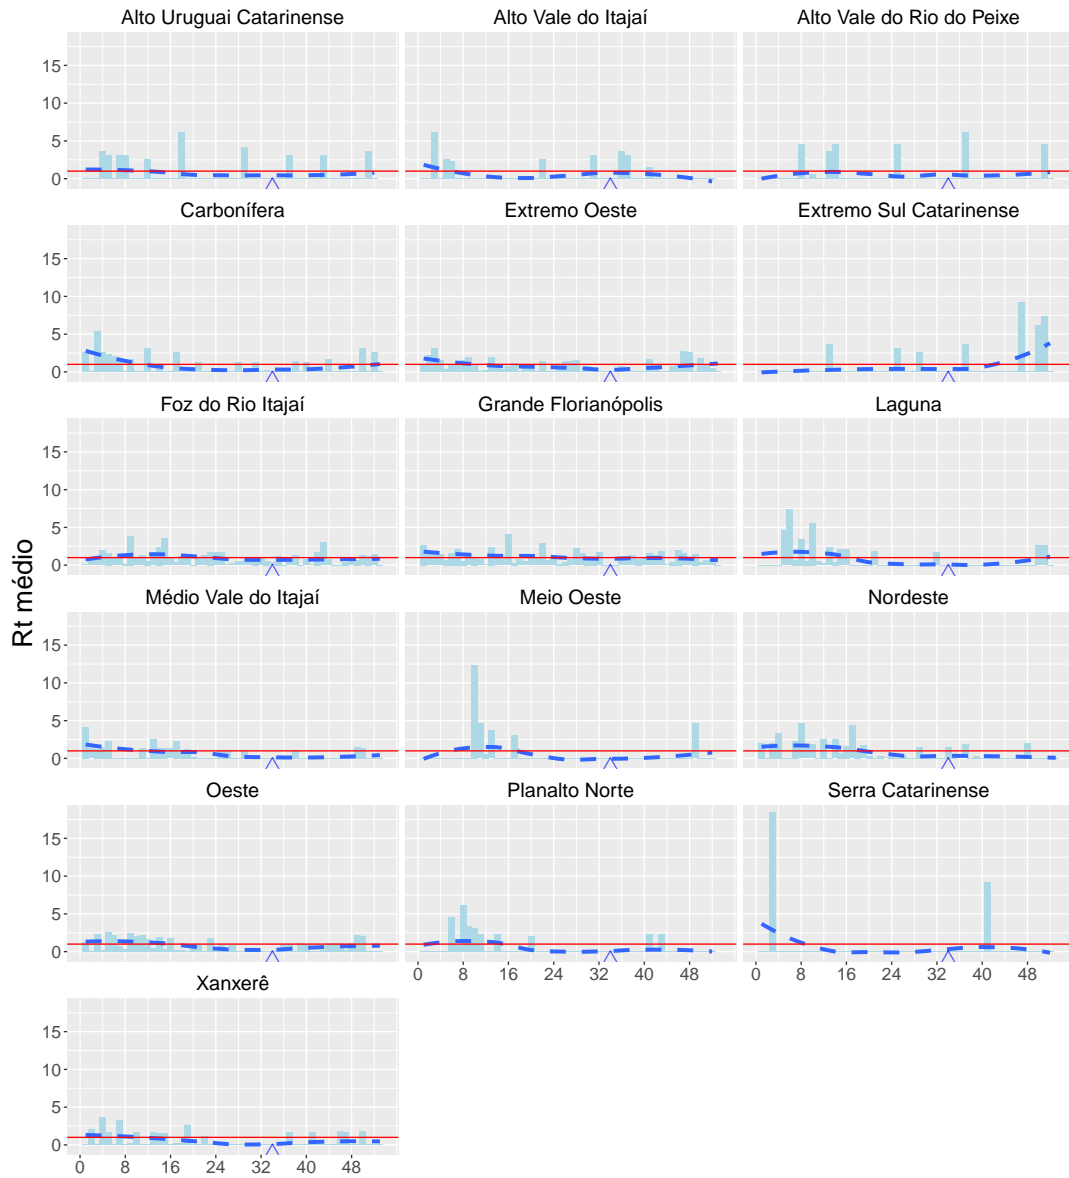 Alto Uruguai Catarinense Alto Vale do Itajaí Alto Vale do Rio do Peixe
15
10
5
0
Carbonífera Extremo Oeste Extremo Sul Catarinense
15
10
5
0
Foz do Rio Itajaí Grande Florianópolis Laguna
15
10
5
0
Rt médio
Médio Vale do Itajaí Meio Oeste Nordeste
15
10
5
0
Oeste Planalto Norte Serra Catarinense
15
10
5
0
0 8 16 24 32 40 48 0 8 16 24 32 40 48
Xanxerê
15
10
5
0
0 8 16 24 32 40 48